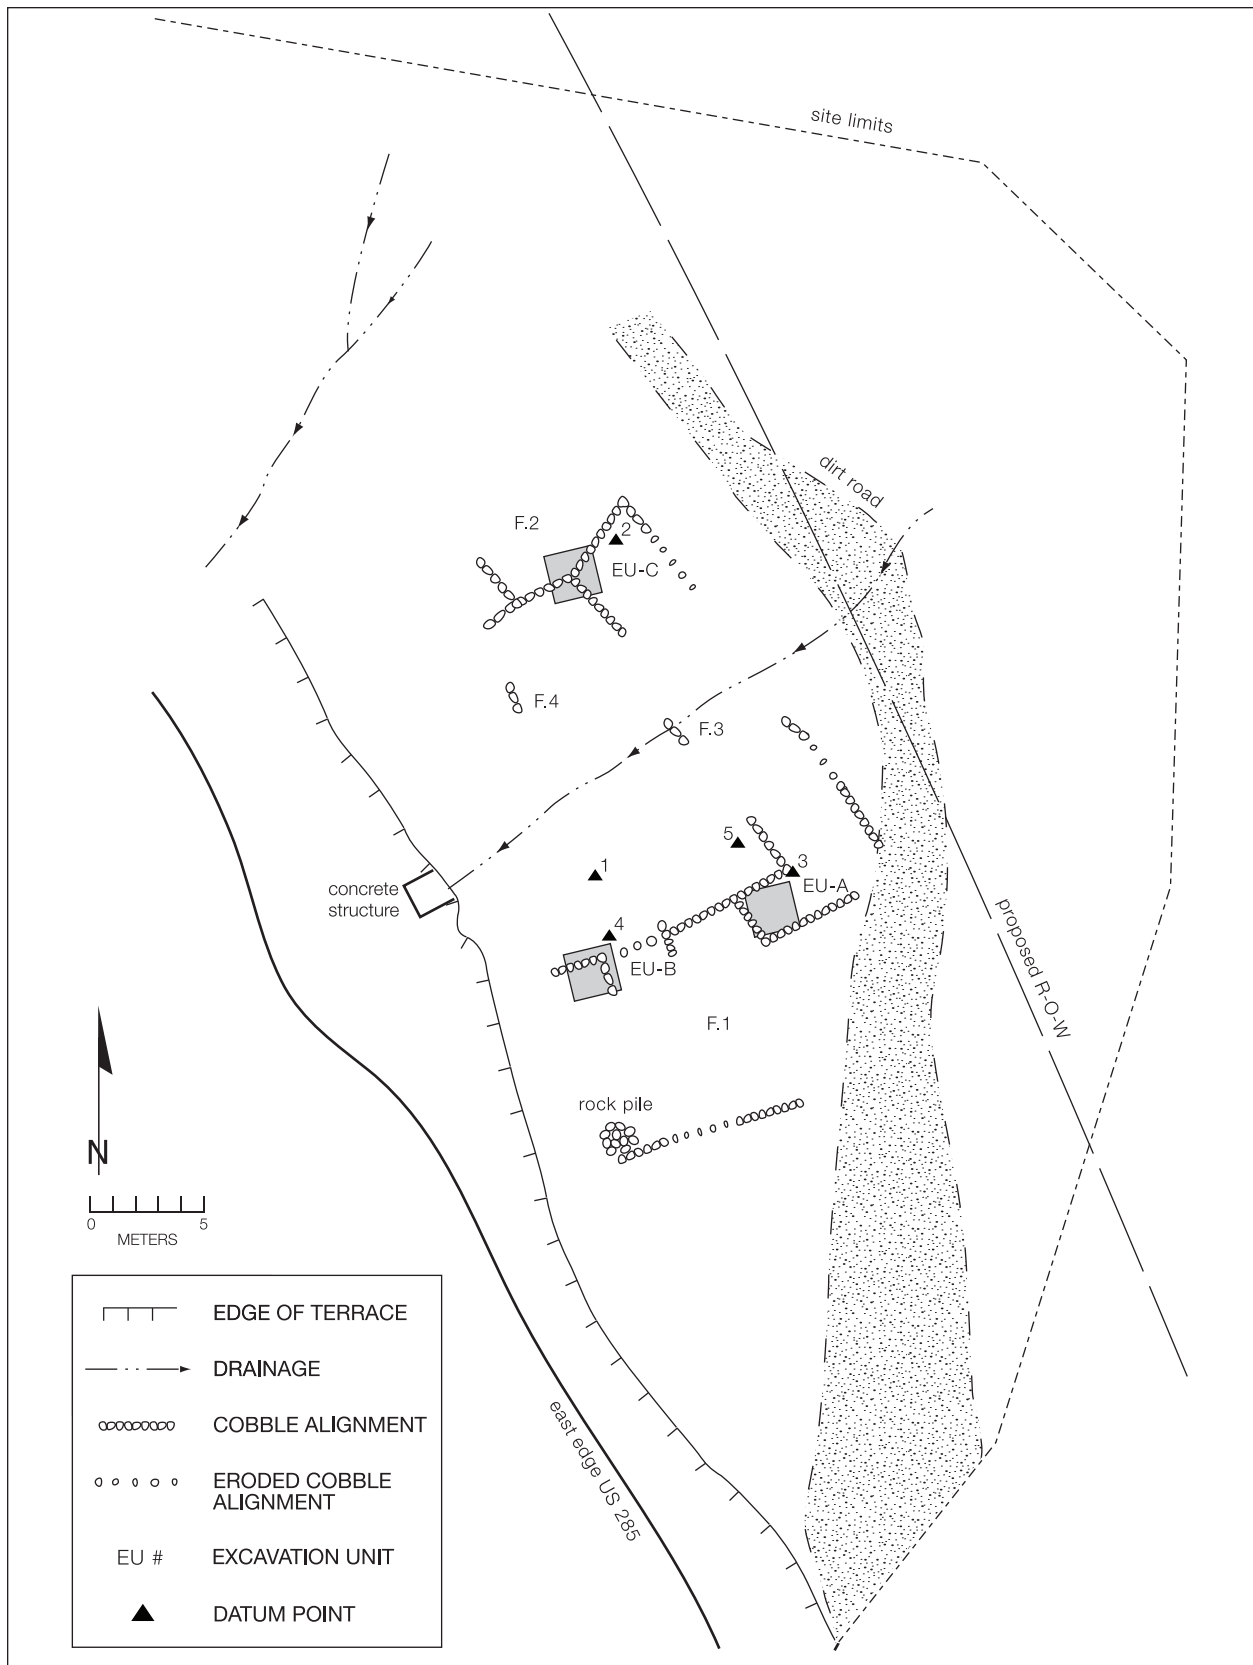 site limits
dirt road
F.2
2
EU-C
F.4
F.3
5
1
3
EU-A
concrete
structure
4
EU-B
proposed R-O-W
F.1
rock pile
N
0 5
METERS
east edge US 285
EDGE OF TERRACE
DRAINAGE
COBBLE ALIGNMENT
ERODED COBBLE
ALIGNMENT
EU # EXCAVATION UNIT
DATUM POINT